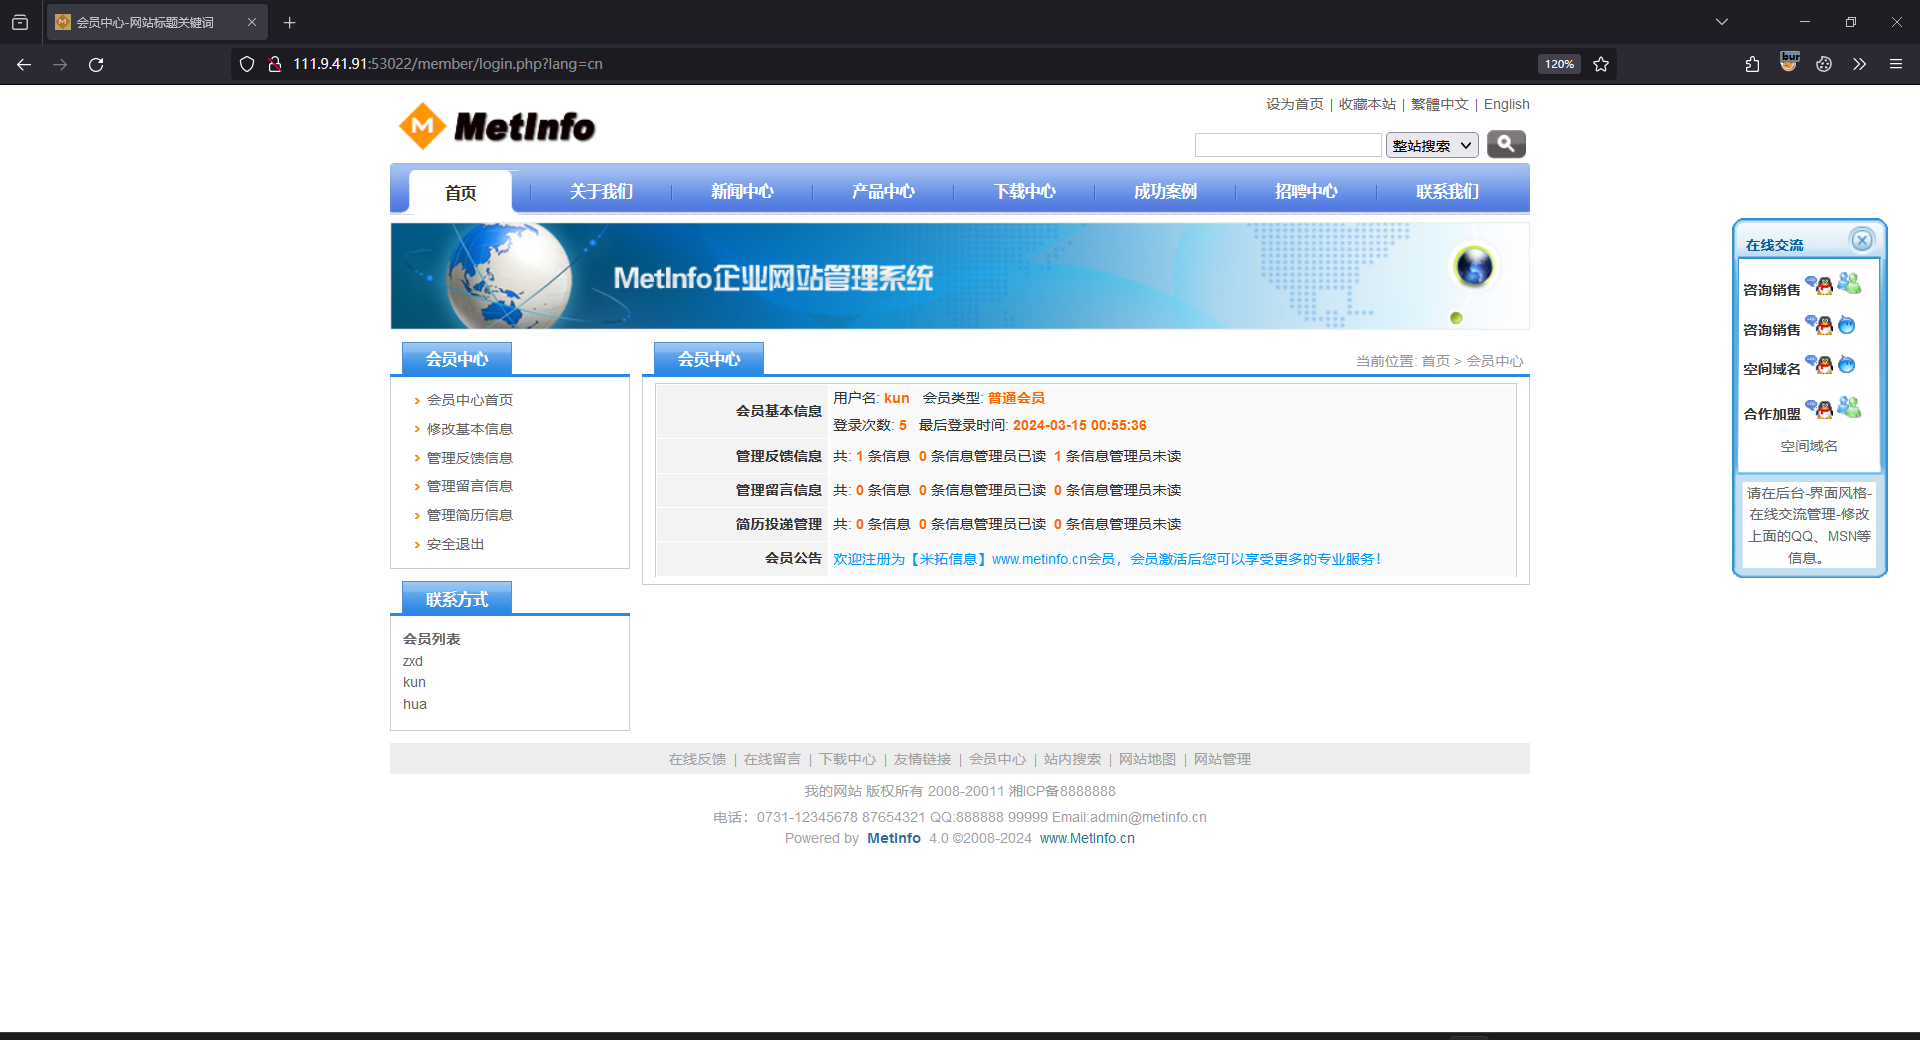 会员中心-网站标题关键词
111.9.41.91:53022/member/login.php?lang=cn
120%
bur
M MetInfo
设为首页 | 收藏本站 | 繁體中文 | English
整站搜索
首页 关于我们 新闻中心 产品中心 下载中心 成功案例 招聘中心 联系我们
MetInfo企业网站管理系统
会员中心
会员中心首页
修改基本信息
管理反馈信息
管理留言信息
管理简历信息
安全退出
联系方式
会员列表
zxd
kun
hua
会员中心
当前位置: 首页 > 会员中心
会员基本信息
用户名: kun 会员类型: 普通会员
登录次数: 5 最后登录时间: 2024-03-15 00:55:36
管理反馈信息 共: 1 条信息 0 条信息管理员已读 1 条信息管理员未读
管理留言信息 共: 0 条信息 0 条信息管理员已读 0 条信息管理员未读
简历投递管理 共: 0 条信息 0 条信息管理员已读 0 条信息管理员未读
会员公告 欢迎注册为【米拓信息】www.metinfo.cn会员，会员激活后您可以享受更多的专业服务！
在线交流
咨询销售
咨询销售
空间域名
合作加盟
空间域名
请在后台-界面风格-
在线交流管理-修改
上面的QQ、MSN等
信息。
在线反馈 | 在线留言 | 下载中心 | 友情链接 | 会员中心 | 站内搜索 | 网站地图 | 网站管理
我的网站 版权所有 2008-20011 湘ICP备8888888
电话：0731-12345678 87654321 QQ:888888 99999 Email:admin@metinfo.cn
Powered by MetInfo 4.0 ©2008-2024 www.MetInfo.cn